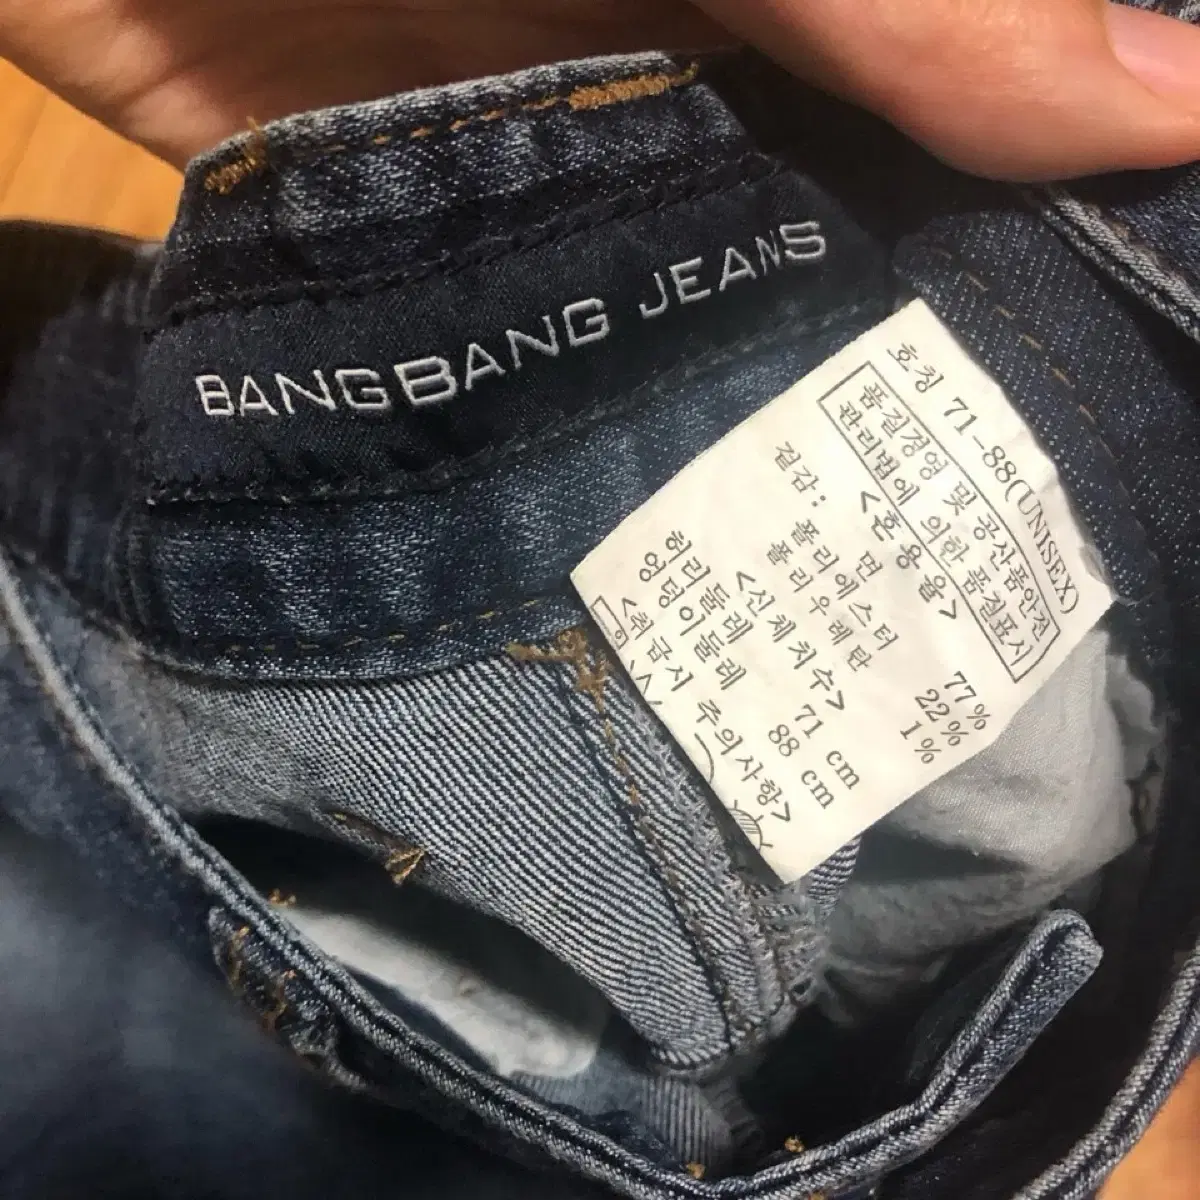 BANGBANG JEANS
호칭 71-88(UNISEX)
품질경영 및 공산품안전
관리법에 의한 품질표시
<혼용율>
겉감: 면 77%
폴리에스터 22%
폴리우레탄 1%
<신체치수>
허리둘레 71 cm
엉덩이둘레 88 cm
<취급시 주의사항>